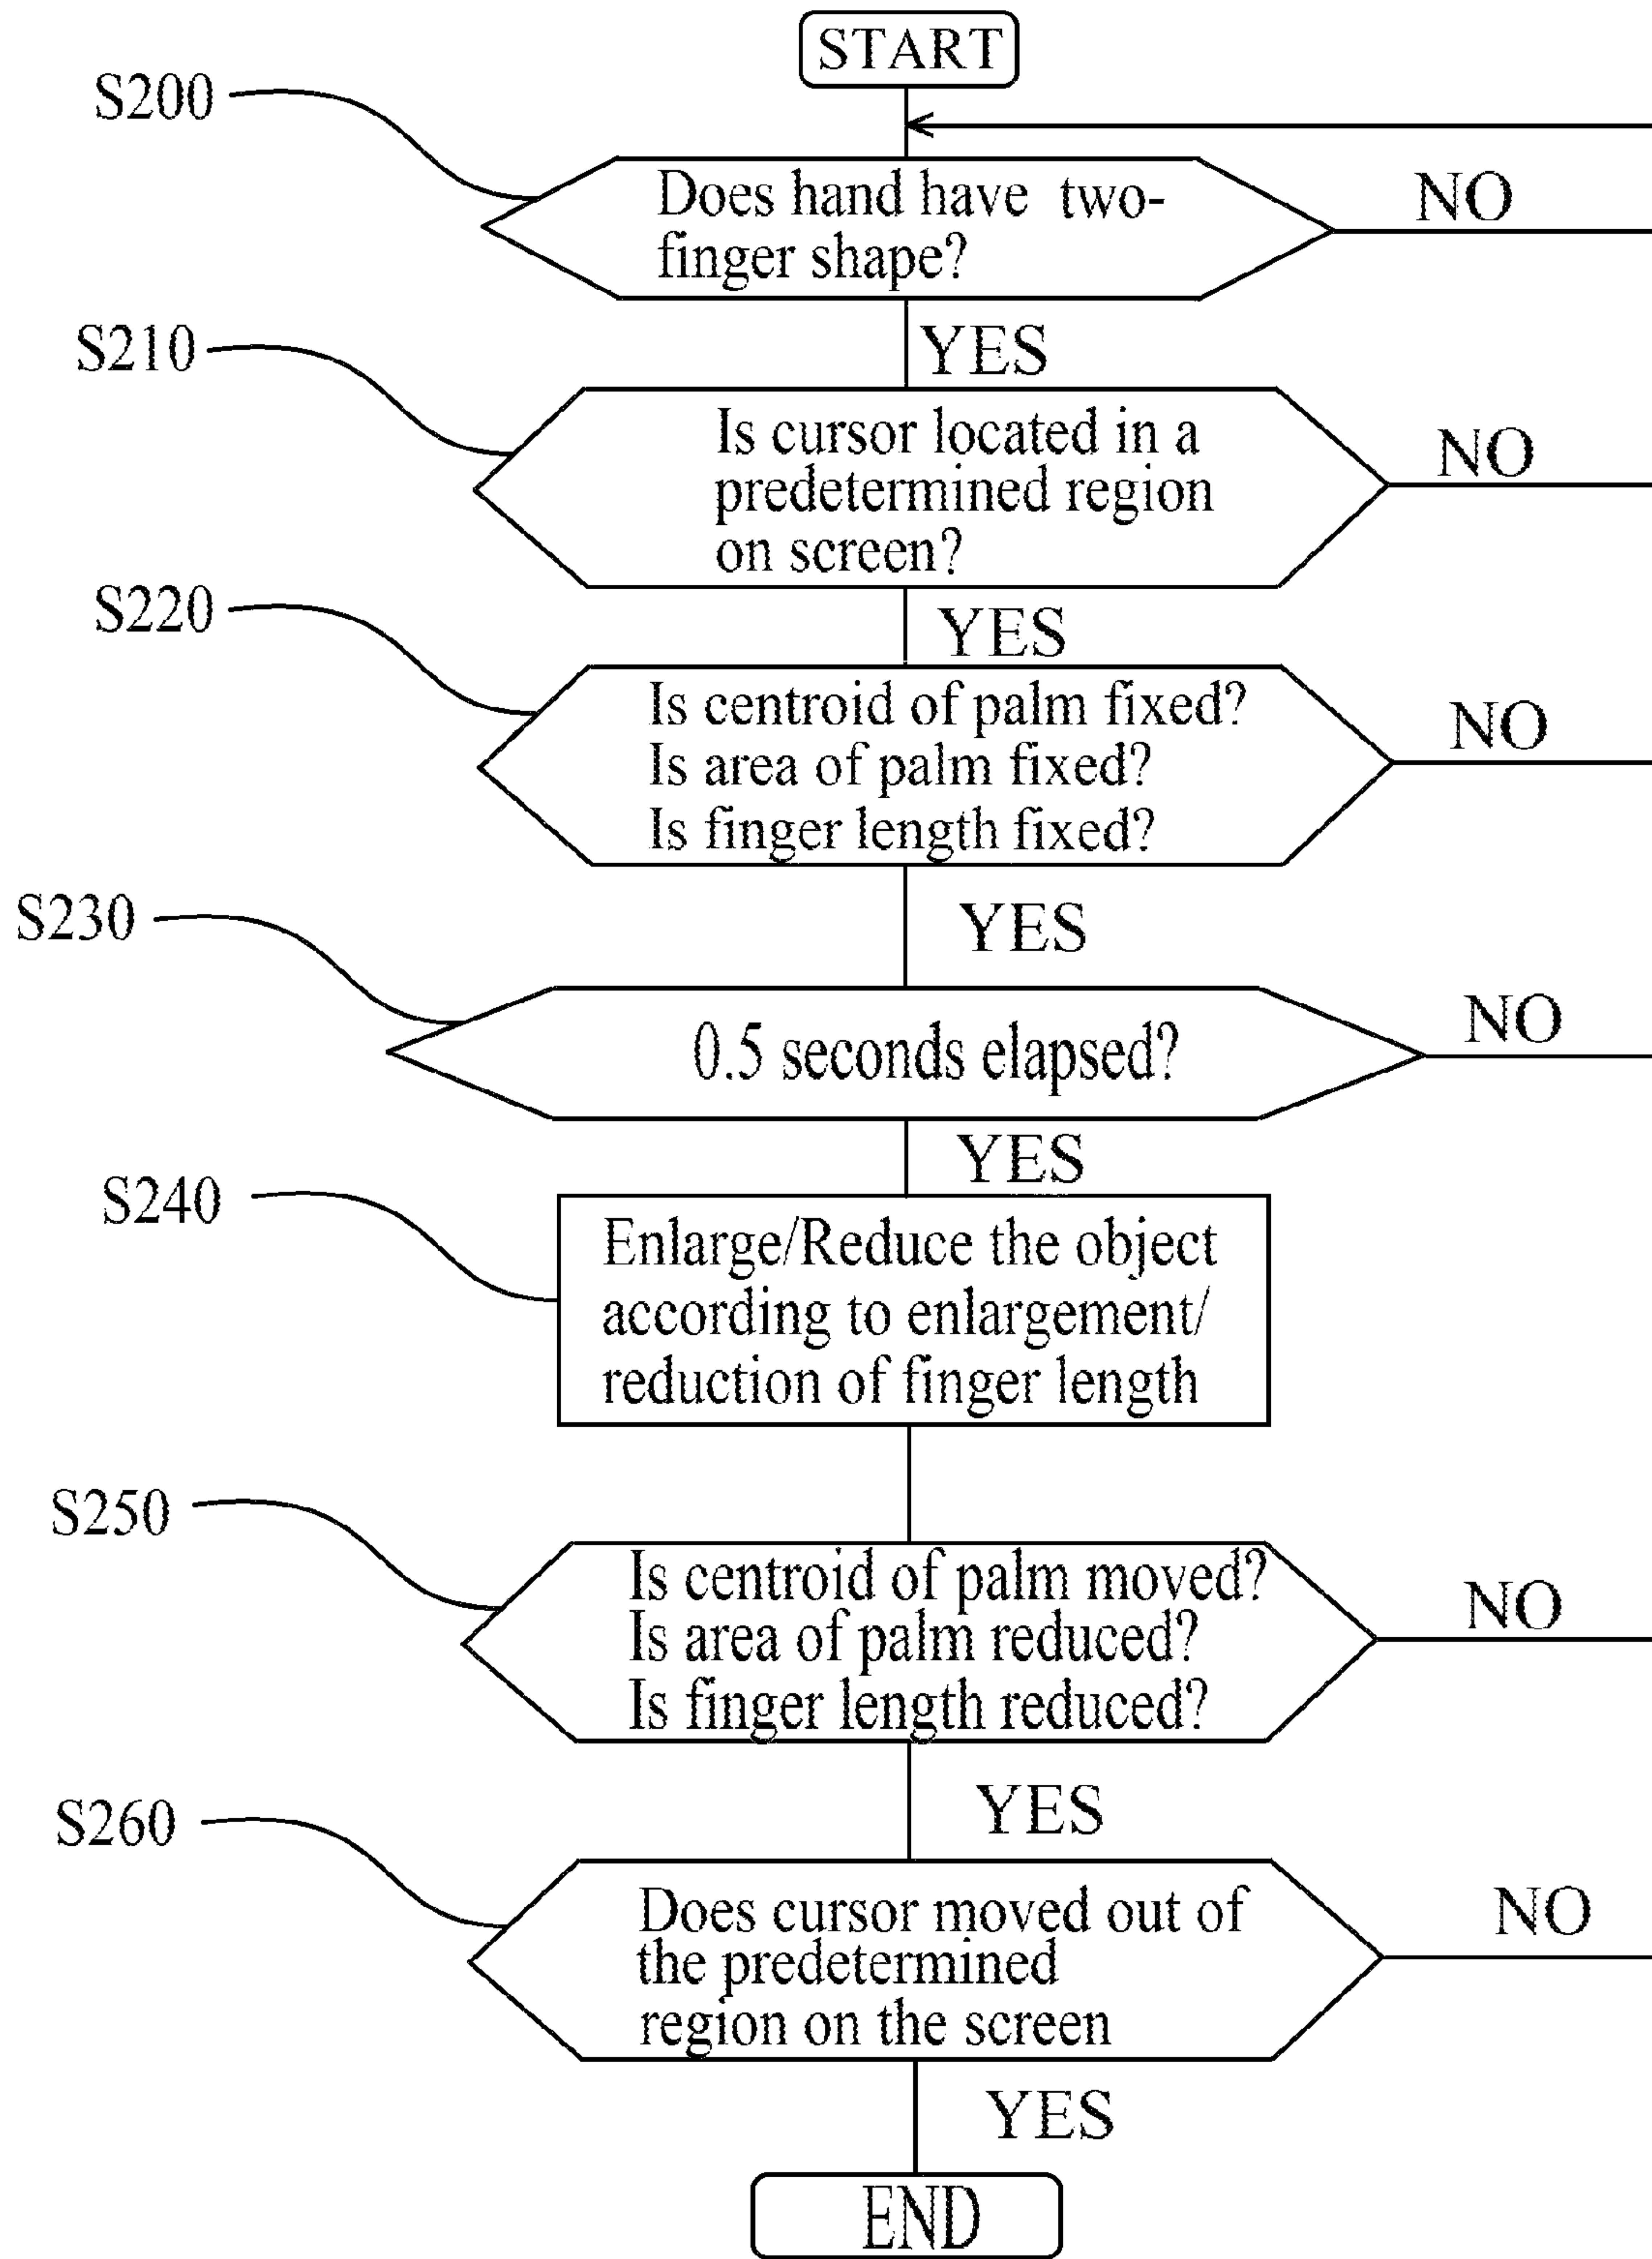 START
S200
Does hand have two-
finger shape?
NO
YES
S210
Is cursor located in a
predetermined region
on screen?
NO
YES
S220
Is centroid of palm fixed?
Is area of palm fixed?
Is finger length fixed?
NO
YES
S230
0.5 seconds elapsed?
NO
YES
S240
Enlarge/Reduce the object
according to enlargement/
reduction of finger length
S250
Is centroid of palm moved?
Is area of palm reduced?
Is finger length reduced?
NO
YES
S260
Does cursor moved out of
the predetermined
region on the screen
NO
YES
END